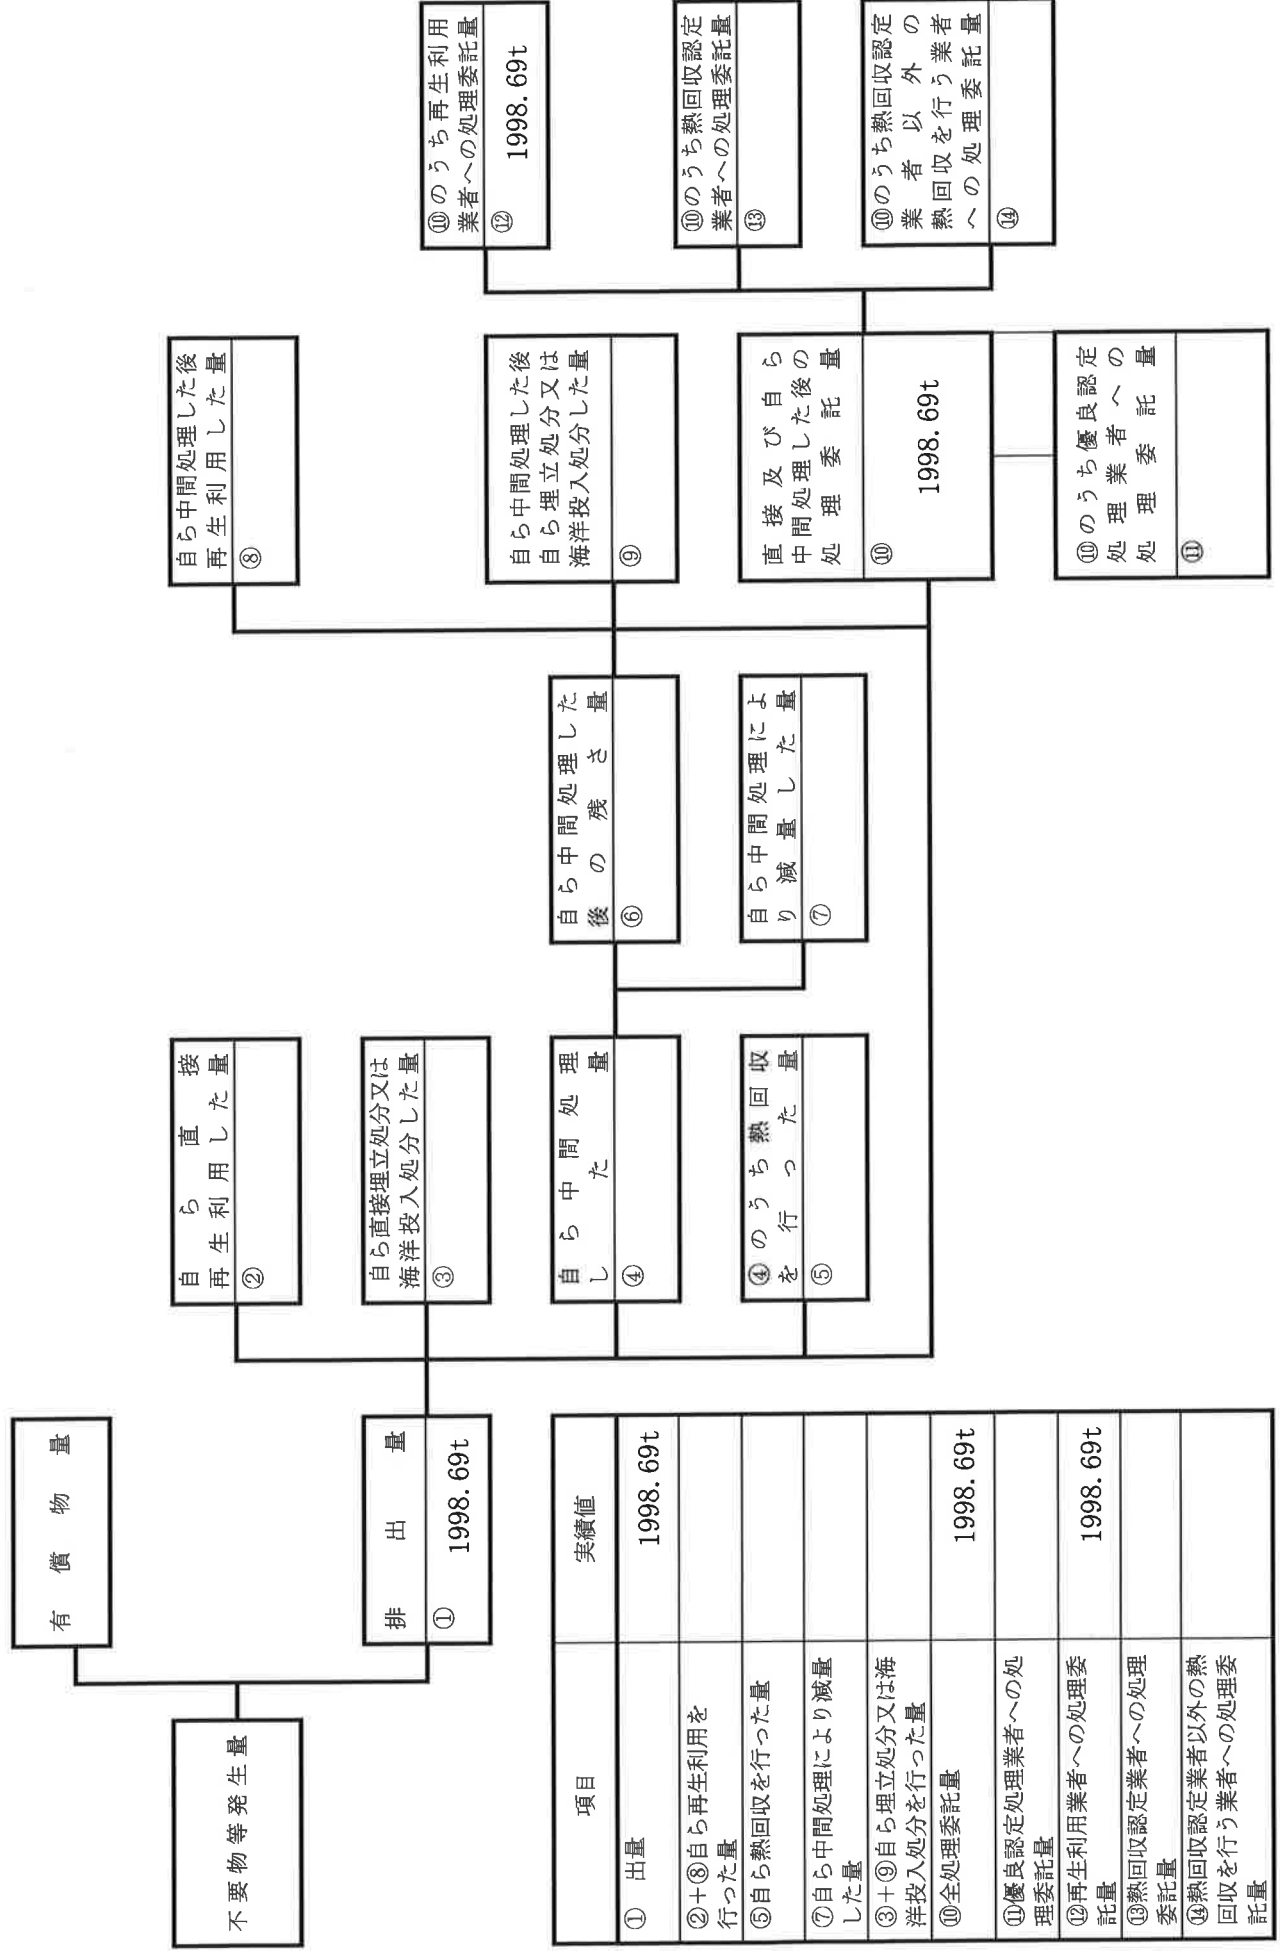 有償物量
不要物等発生量
排出量
①
1998.69t
自ら直接
再生利用した量
②
自ら直接埋立処分又は
海洋投入処分した量
③
自ら中間処理
した量
④
④のうち熱回収
を行った量
⑤
自ら中間処理した
後の残さ量
⑥
自ら中間処理によ
り減量した量
⑦
自ら中間処理した後
再生利用した量
⑧
自ら中間処理した後
自ら埋立処分又は
海洋投入処分した量
⑨
直接及び自ら
中間処理した後の
処理委託量
⑩
1998.69t
⑩のうち優良認定
処理業者への
処理委託量
⑪
⑩のうち再生利用
業者への処理委託量
⑫
1998.69t
⑩のうち熱回収認定
業者への処理委託量
⑬
⑩のうち熱回収認定
業者以外の
熱回収を行う業者
への処理委託量
⑭
項目 実績値
① 出量 1998.69t
②+⑧自ら再生利用を
行った量
⑤自ら熱回収を行った量
⑦自ら中間処理により減量
した量
③+⑨自ら埋立処分又は海
洋投入処分を行った量
⑩全処理委託量 1998.69t
⑪優良認定処理業者への処
理委託量
⑫再生利用業者への処理委
託量 1998.69t
⑬熱回収認定業者への処理
委託量
⑭熱回収認定業者以外の熱
回収を行う業者への処理委
託量